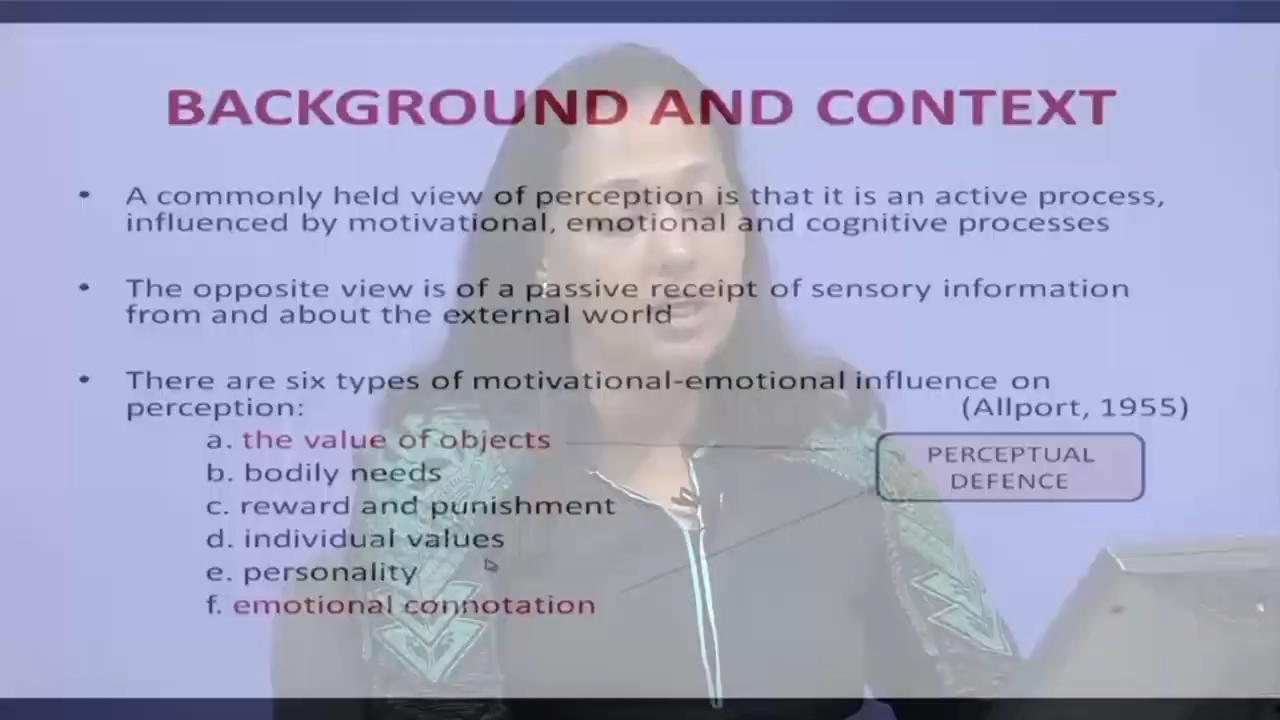 BACKGROUND AND CONTEXT
• A commonly held view of perception is that it is an active process,
influenced by motivational, emotional and cognitive processes
• The opposite view is of a passive receipt of sensory information
from and about the external world
• There are six types of motivational-emotional influence on
perception: (Allport, 1955)
a. the value of objects
b. bodily needs
c. reward and punishment
d. individual values
e. personality
f. emotional connotation
PERCEPTUAL
DEFENCE